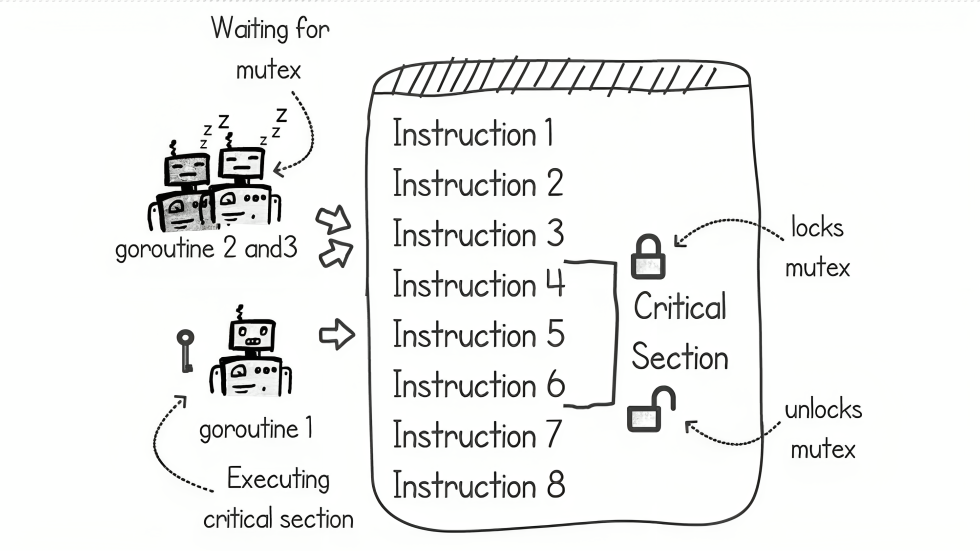 Waiting for
mutex
z z z
z z z
goroutine 2 and3
goroutine 1
Executing
critical section
Instruction 1
Instruction 2
Instruction 3
Instruction 4
Instruction 5
Instruction 6
Instruction 7
Instruction 8
Critical
Section
locks
mutex
unlocks
mutex